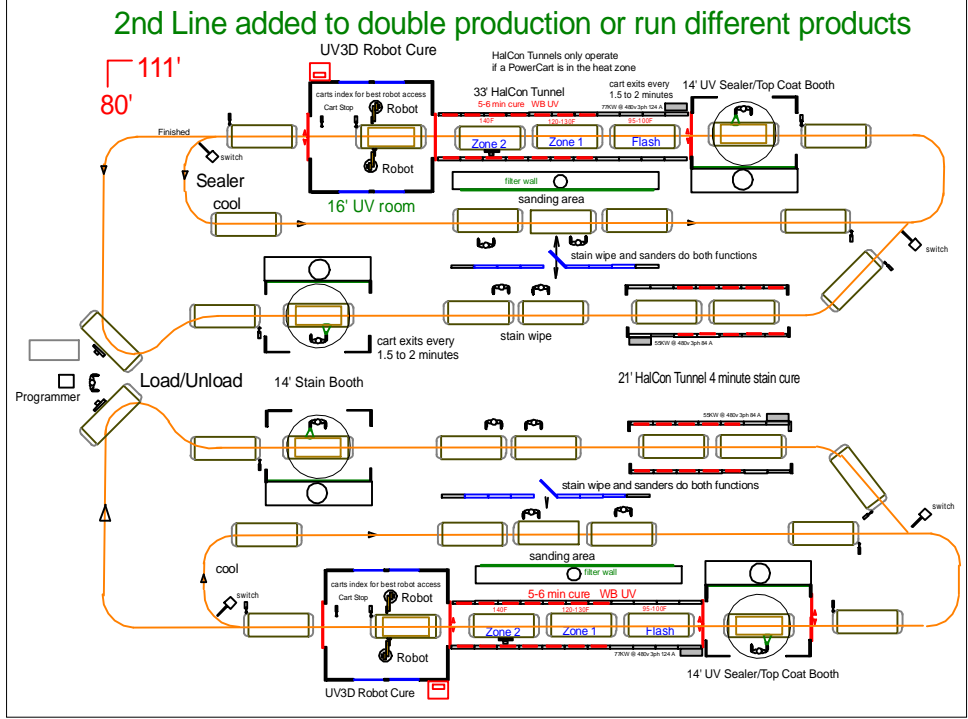 2nd Line added to double production or run different products
111'
80'
UV3D Robot Cure
HalCon Tunnels only operate
if a PowerCart is in the heat zone
carts index for best robot access
Cart Stop
Robot
Robot
33' HalCon Tunnel
5-6 min cure WB UV
cart exits every
1.5 to 2 minutes
77KW @ 480v 3ph 124 A
14' UV Sealer/Top Coat Booth
140F
120-130F
95-100F
Zone 2
Zone 1
Flash
Finished
switch
Sealer
cool
16' UV room
filter wall
sanding area
switch
stain wipe and sanders do both functions
stain wipe
55KW @ 480v 3ph 84 A
cart exits every
1.5 to 2 minutes
Load/Unload
14' Stain Booth
21' HalCon Tunnel 4 minute stain cure
Programmer
55KW @ 480v 3ph 84 A
stain wipe and sanders do both functions
switch
sanding area
filter wall
cool
switch
carts index for best robot access
Cart Stop
Robot
Robot
5-6 min cure WB UV
140F
120-130F
95-100F
Zone 2
Zone 1
Flash
77KW @ 480v 3ph 124 A
14' UV Sealer/Top Coat Booth
UV3D Robot Cure